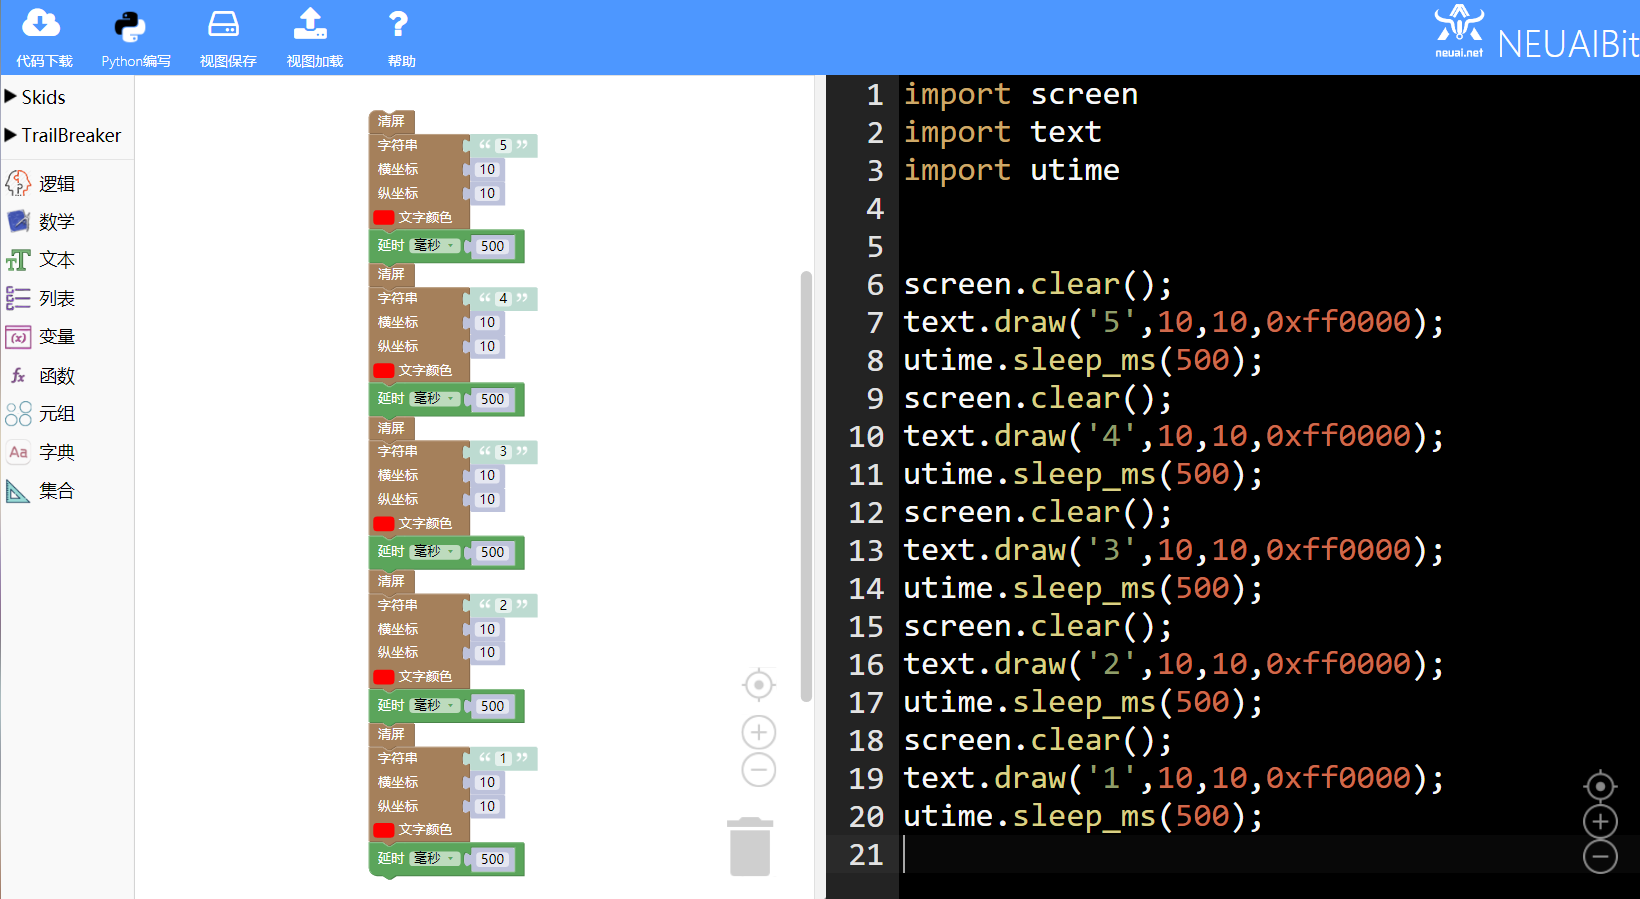 代码下载
Python编写
视图保存
视图加载
帮助
neuai.net
NEUAIBit
Skids
TrailBreaker
逻辑
数学
文本
列表
变量
函数
元组
字典
集合
清屏
字符串 “ 5 ”
横坐标 10
纵坐标 10
文字颜色
延时 毫秒 500
清屏
字符串 “ 4 ”
横坐标 10
纵坐标 10
文字颜色
延时 毫秒 500
清屏
字符串 “ 3 ”
横坐标 10
纵坐标 10
文字颜色
延时 毫秒 500
清屏
字符串 “ 2 ”
横坐标 10
纵坐标 10
文字颜色
延时 毫秒 500
清屏
字符串 “ 1 ”
横坐标 10
纵坐标 10
文字颜色
延时 毫秒 500
1 import screen
2 import text
3 import utime
4
5
6 screen.clear();
7 text.draw('5',10,10,0xff0000);
8 utime.sleep_ms(500);
9 screen.clear();
10 text.draw('4',10,10,0xff0000);
11 utime.sleep_ms(500);
12 screen.clear();
13 text.draw('3',10,10,0xff0000);
14 utime.sleep_ms(500);
15 screen.clear();
16 text.draw('2',10,10,0xff0000);
17 utime.sleep_ms(500);
18 screen.clear();
19 text.draw('1',10,10,0xff0000);
20 utime.sleep_ms(500);
21